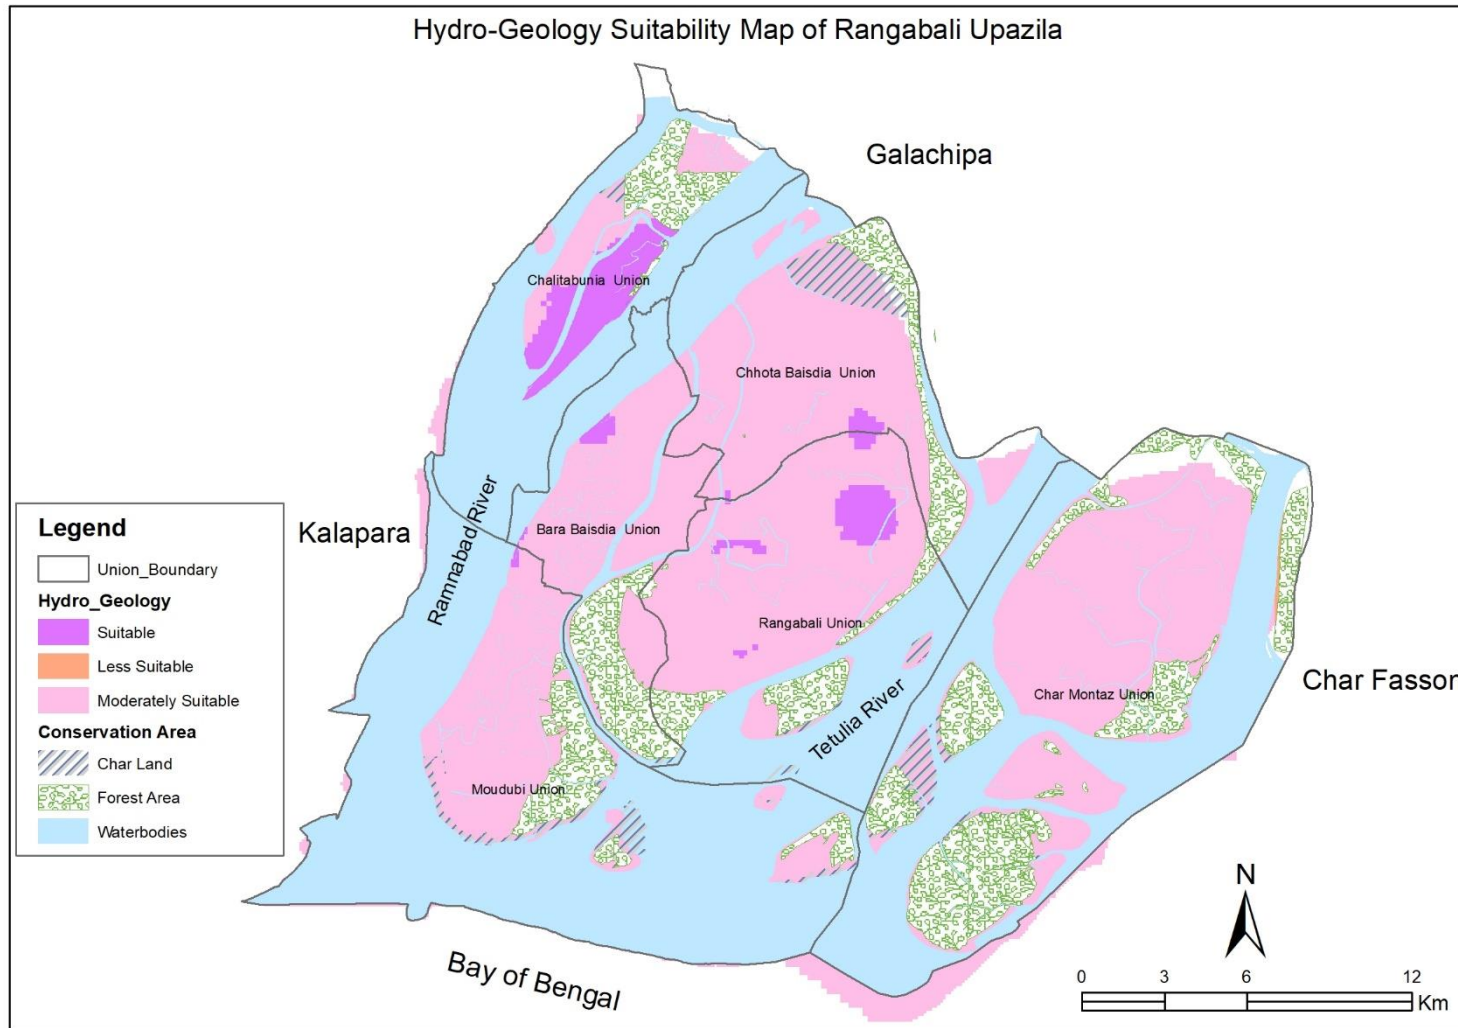 Hydro-Geology Suitability Map of Rangabali Upazila
Galachipa
Chalitabunia Union
Chhota Baisdia Union
Kalapara
Ramnabad River
Bara Baisdia Union
Rangabali Union
Char Montaz Union
Char Fasson
Tetulia River
Moudubi Union
Bay of Bengal
Legend
Union_Boundary
Hydro_Geology
Suitable
Less Suitable
Moderately Suitable
Conservation Area
Char Land
Forest Area
Waterbodies
N
0 3 6 12
Km